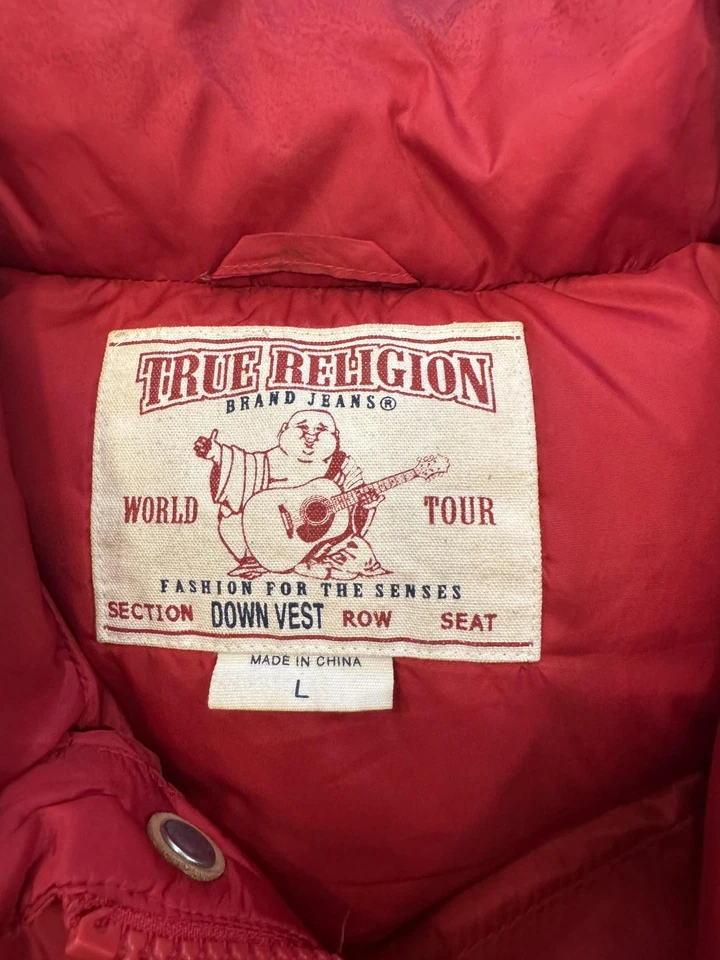 TRUE RELIGION
BRAND JEANS®
WORLD TOUR
FASHION FOR THE SENSES
SECTION DOWN VEST ROW SEAT
MADE IN CHINA
L